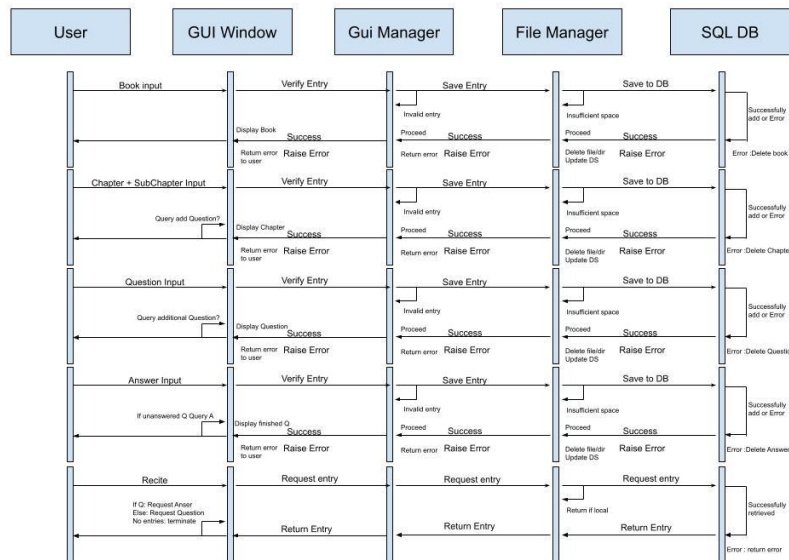 User
GUI Window
Gui Manager
File Manager
SQL DB
Book input
Verify Entry
Save Entry
Save to DB
Invalid entry
Insufficient space
Successfully
add or Error
Display Book
Success
Proceed
Success
Proceed
Success
Return error
to user
Raise Error
Return error
Raise Error
Delete file/dir
Update DS
Raise Error
Error :Delete book
Chapter + SubChapter Input
Verify Entry
Save Entry
Save to DB
Invalid entry
Insufficient space
Successfully
add or Error
Query add Question?
Display Chapter
Success
Proceed
Success
Proceed
Success
Return error
to user
Raise Error
Return error
Raise Error
Delete file/dir
Update DS
Raise Error
Error :Delete Chapte
Question Input
Verify Entry
Save Entry
Save to DB
Invalid entry
Insufficient space
Successfully
add or Error
Query additional Question?
Display Question
Success
Proceed
Success
Proceed
Success
Return error
to user
Raise Error
Return error
Raise Error
Delete file/dir
Update DS
Raise Error
Error :Delete Questio
Answer Input
Verify Entry
Save Entry
Save to DB
Invalid entry
Insufficient space
Successfully
add or Error
If unanswered Q Query A
Display finished Q
Success
Proceed
Success
Proceed
Success
Return error
to user
Raise Error
Return error
Raise Error
Delete file/dir
Update DS
Raise Error
Error :Delete Answer
Recite
Request entry
Request entry
Request entry
If Q: Request Anser
Else: Request Question
No entries: terminate
Return if local
Successfully
retrieved
Return Entry
Return Entry
Return Entry
Error : return error